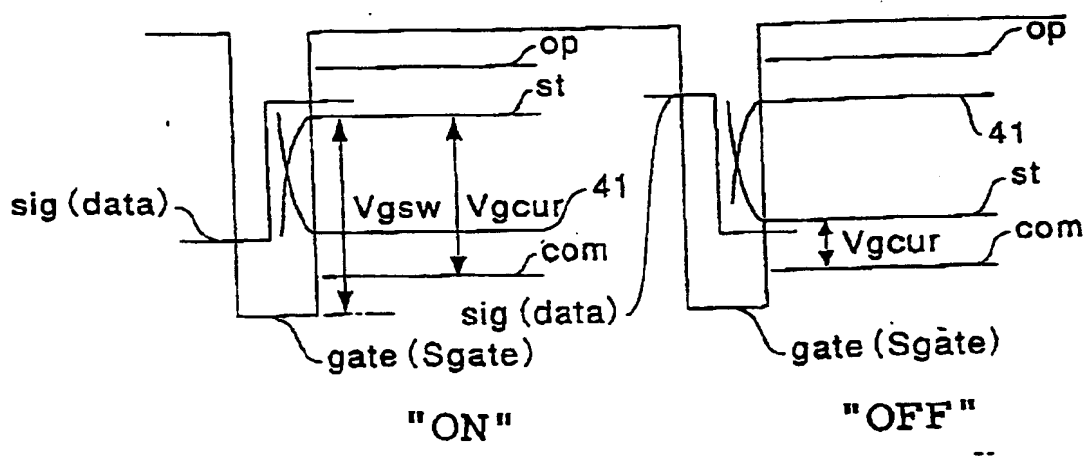 op
st
sig (data)
41
Vgsw
Vgcur
com
gate (Sgate)
"ON"
op
41
st
Vgcur
com
sig (data)
gate (Sgate)
"OFF"